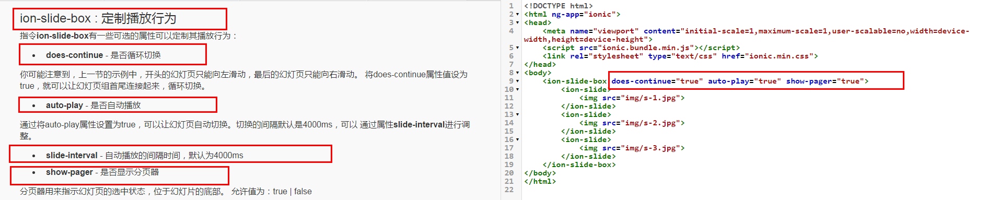 ion-slide-box : 定制播放行为
指令ion-slide-box有一些可选的属性可以定制其播放行为：
• does-continue - 是否循环切换
你可能注意到，上一节的示例中，开头的幻灯页只能向左滑动，最后的幻灯页只能向右滑动。 将does-continue属性值设为
true，就可以让幻灯页组首尾连接起来，循环切换。
• auto-play - 是否自动播放
通过将auto-play属性设置为true，可以让幻灯页自动切换。切换的间隔默认是4000ms，可以 通过属性slide-interval进行调
整。
• slide-interval - 自动播放的间隔时间，默认为4000ms
• show-pager - 是否显示分页器
分页器用来指示幻灯页的选中状态，位于幻灯片的底部。 允许值为：true | false
1 <!DOCTYPE html>
2 <html ng-app="ionic">
3 <head>
4 <meta name="viewport" content="initial-scale=1,maximum-scale=1,user-scalable=no,width=device-
width,height=device-height">
5 <script src="ionic.bundle.min.js"></script>
6 <link rel="stylesheet" type="text/css" href="ionic.min.css">
7 </head>
8 <body>
9 <ion-slide-box does-continue="true" auto-play="true" show-pager="true">
10 <ion-slide>
11 <img src="img/s-1.jpg">
12 </ion-slide>
13 <ion-slide>
14 <img src="img/s-2.jpg">
15 </ion-slide>
16 <ion-slide>
17 <img src="img/s-3.jpg">
18 </ion-slide>
19 </ion-slide-box>
20 </body>
21 </html>
22